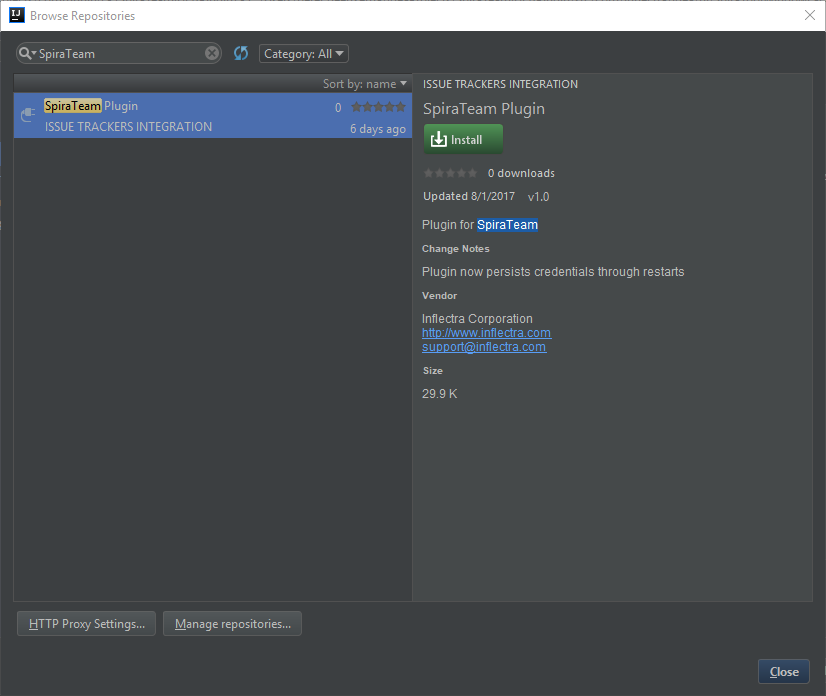 Browse Repositories
SpiraTeam
Category: All
Sort by: name
SpiraTeam Plugin
0
ISSUE TRACKERS INTEGRATION
6 days ago
ISSUE TRACKERS INTEGRATION
SpiraTeam Plugin
Install
0 downloads
Updated 8/1/2017 v1.0
Plugin for SpiraTeam
Change Notes
Plugin now persists credentials through restarts
Vendor
Inflectra Corporation
http://www.inflectra.com
support@inflectra.com
Size
29.9 K
HTTP Proxy Settings...
Manage repositories...
Close